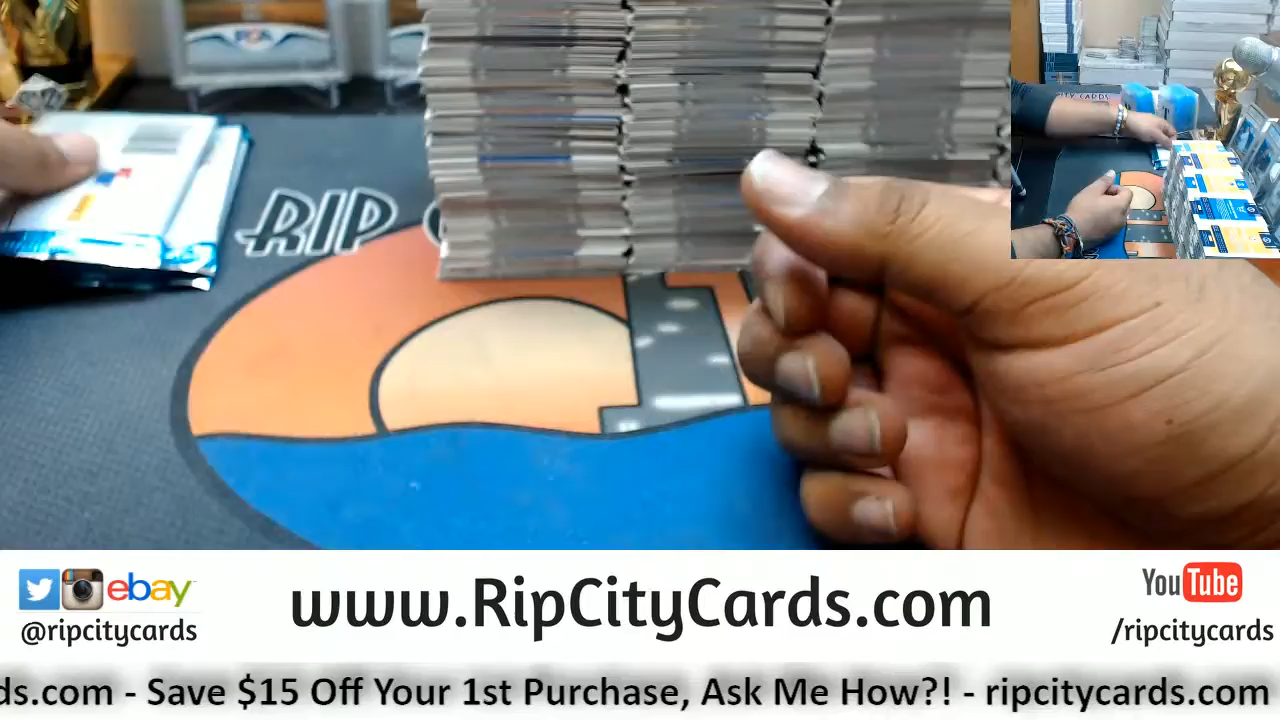 RIP
ebay
@ripcitycards
www.RipCityCards.com
YouTube
/ripcitycards
ds.com - Save $15 Off Your 1st Purchase, Ask Me How?! - ripcitycards.com